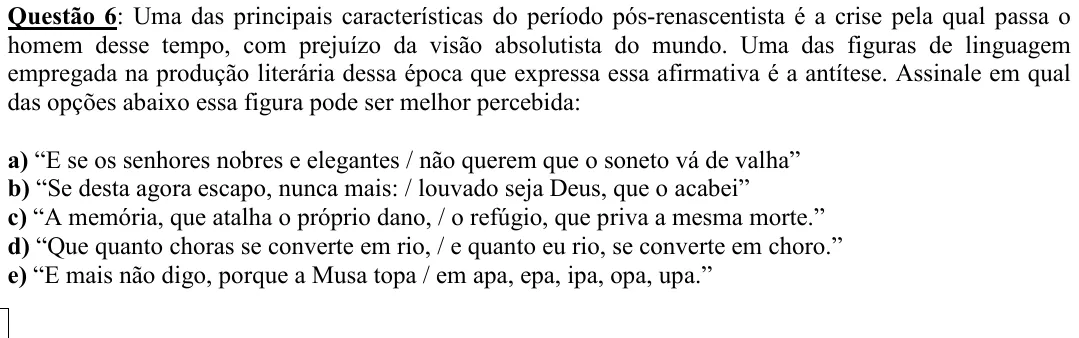 Questão 6: Uma das principais características do período pós-renascentista é a crise pela qual passa o
homem desse tempo, com prejuízo da visão absolutista do mundo. Uma das figuras de linguagem
empregada na produção literária dessa época que expressa essa afirmativa é a antítese. Assinale em qual
das opções abaixo essa figura pode ser melhor percebida:
a) “E se os senhores nobres e elegantes / não querem que o soneto vá de valha”
b) “Se desta agora escapo, nunca mais: / louvado seja Deus, que o acabei”
c) “A memória, que atalha o próprio dano, / o refúgio, que priva a mesma morte.”
d) “Que quanto choras se converte em rio, / e quanto eu rio, se converte em choro.”
e) “E mais não digo, porque a Musa topa / em apa, epa, ipa, opa, upa.”